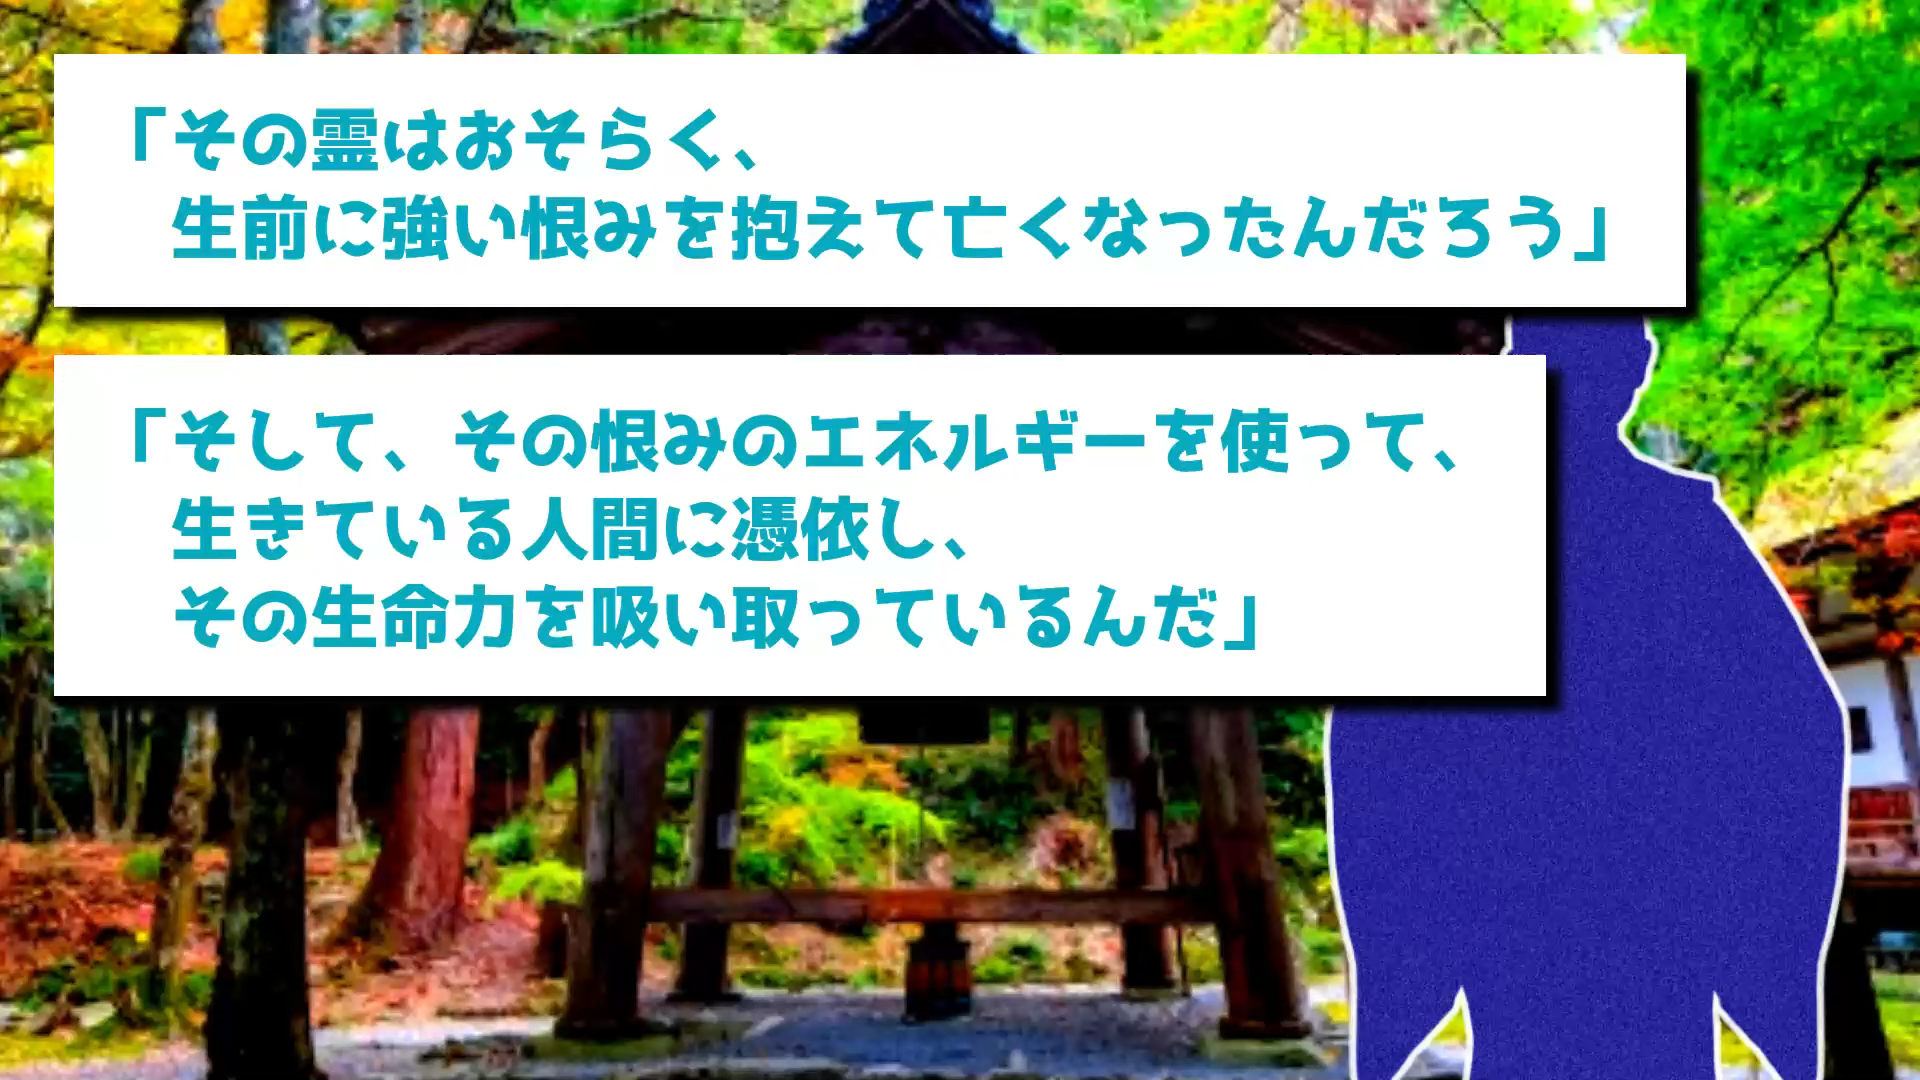 「その霊はおそらく、
生前に強い恨みを抱えて亡くなったんだろう」
「そして、その恨みのエネルギーを使って、
生きている人間に憑依し、
その生命力を吸い取っているんだ」